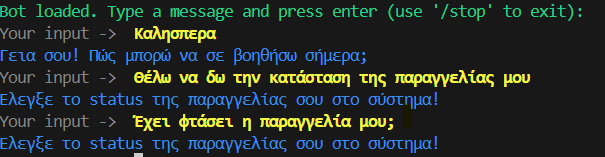 Bot loaded. Type a message and press enter (use '/stop' to exit):
Your input ->  Καλησπερα
Γεια σου! Πώς μπορώ να σε βοηθήσω σήμερα;
Your input ->  Θέλω να δω την κατάσταση της παραγγελίας μου
Ελεγξε το status της παραγγελίας σου στο σύστημα!
Your input ->  Έχει φτάσει η παραγγελία μου;
Ελεγξε το status της παραγγελίας σου στο σύστημα!